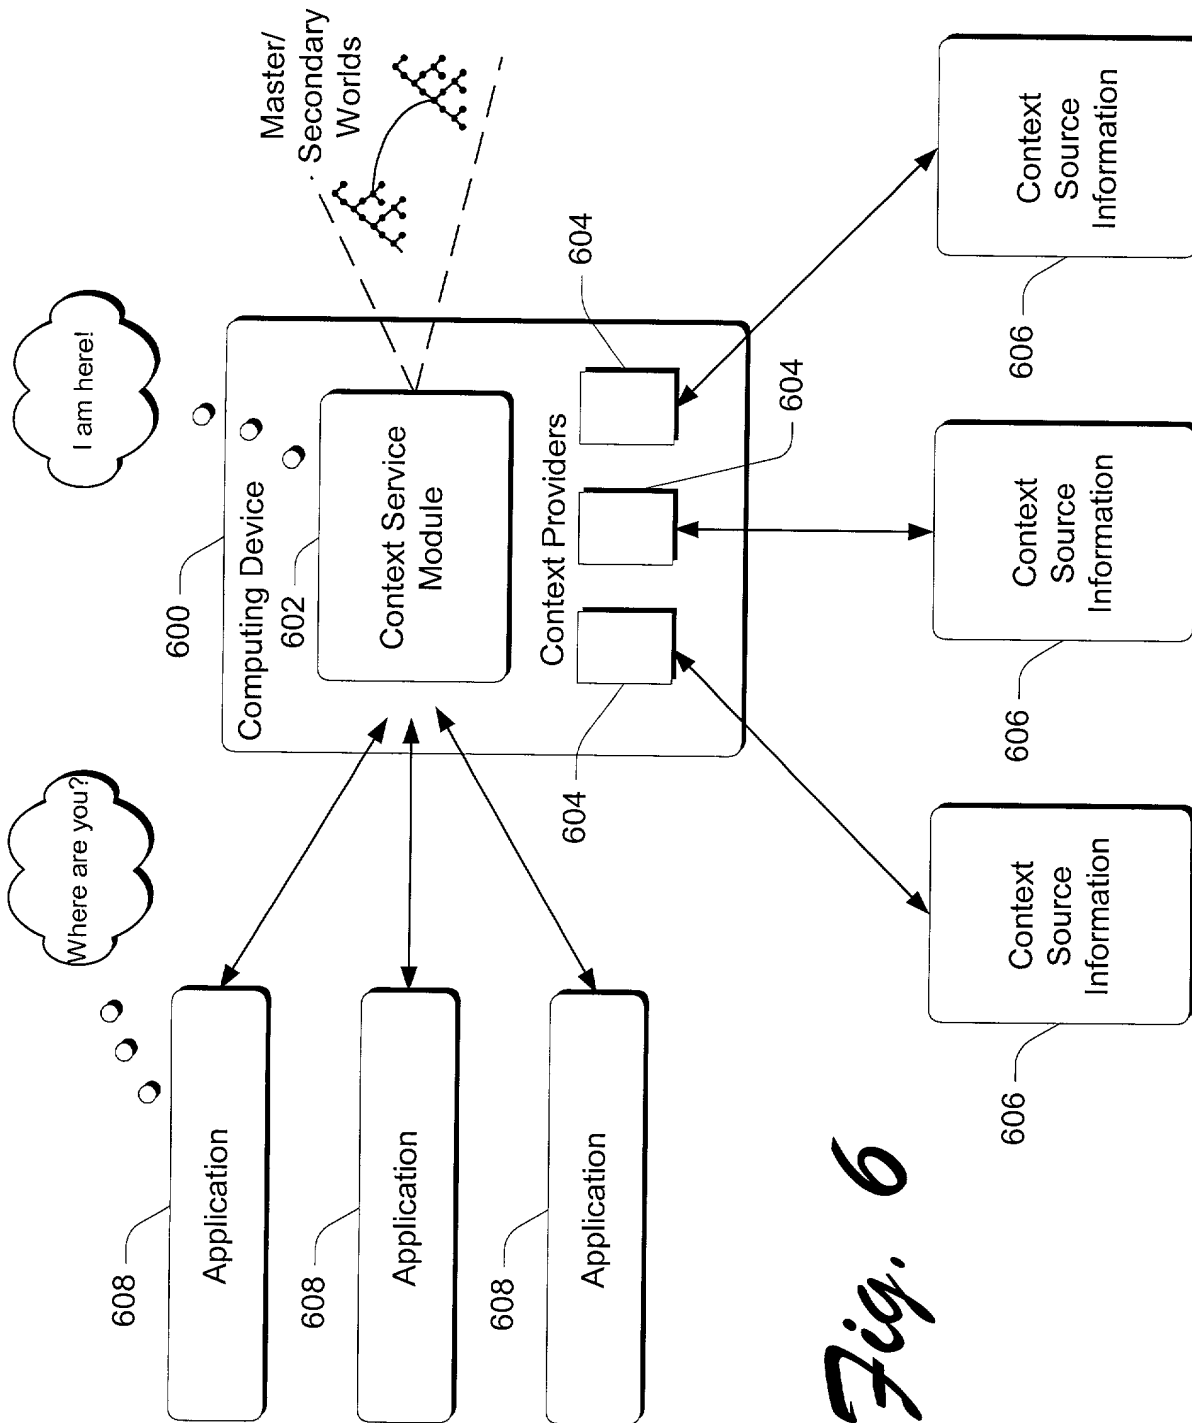 Where are you?
I am here!
608
Application
608
Application
608
Application
600
Computing Device
602
Context Service
Module
Master/
Secondary
Worlds
Context Providers
604
604
604
606
Context
Source
Information
606
Context
Source
Information
606
Context
Source
Information
Fig. 6